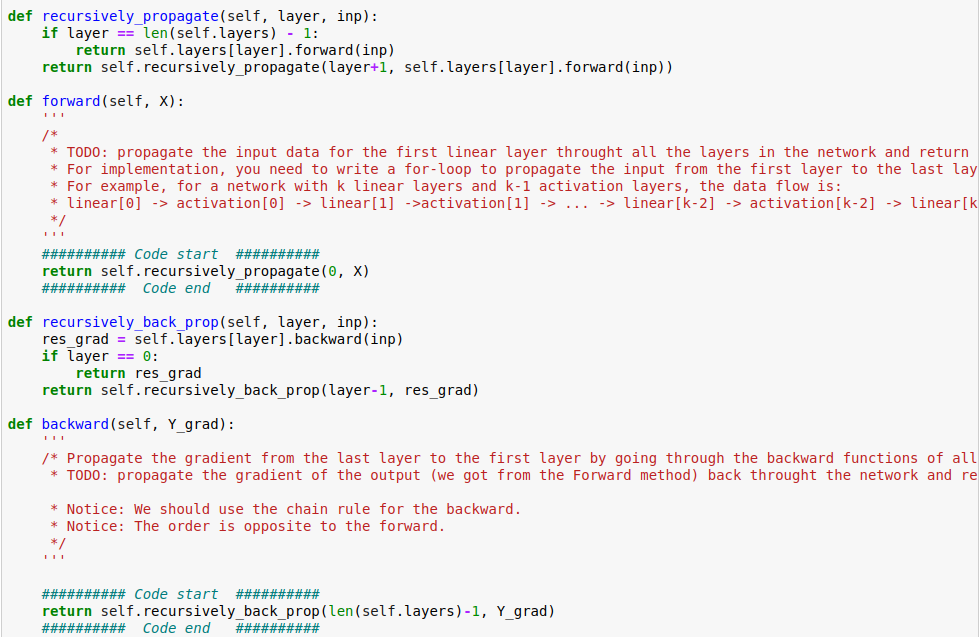 def recursively_propagate(self, layer, inp):
    if layer == len(self.layers) - 1:
        return self.layers[layer].forward(inp)
    return self.recursively_propagate(layer+1, self.layers[layer].forward(inp))

def forward(self, X):
    '''
    /*
     * TODO: propagate the input data for the first linear layer throught all the layers in the network and return
     * For implementation, you need to write a for-loop to propagate the input from the first layer to the last lay
     * For example, for a network with k linear layers and k-1 activation layers, the data flow is:
     * linear[0] -> activation[0] -> linear[1] ->activation[1] -> ... -> linear[k-2] -> activation[k-2] -> linear[k
     */
    '''
    ########## Code start  ##########
    return self.recursively_propagate(0, X)
    ##########  Code end   ##########

def recursively_back_prop(self, layer, inp):
    res_grad = self.layers[layer].backward(inp)
    if layer == 0:
        return res_grad
    return self.recursively_back_prop(layer-1, res_grad)

def backward(self, Y_grad):
    '''
    /* Propagate the gradient from the last layer to the first layer by going through the backward functions of all
     * TODO: propagate the gradient of the output (we got from the Forward method) back throught the network and re

     * Notice: We should use the chain rule for the backward.
     * Notice: The order is opposite to the forward.
     */
    '''

    ########## Code start  ##########
    return self.recursively_back_prop(len(self.layers)-1, Y_grad)
    ##########  Code end   ##########